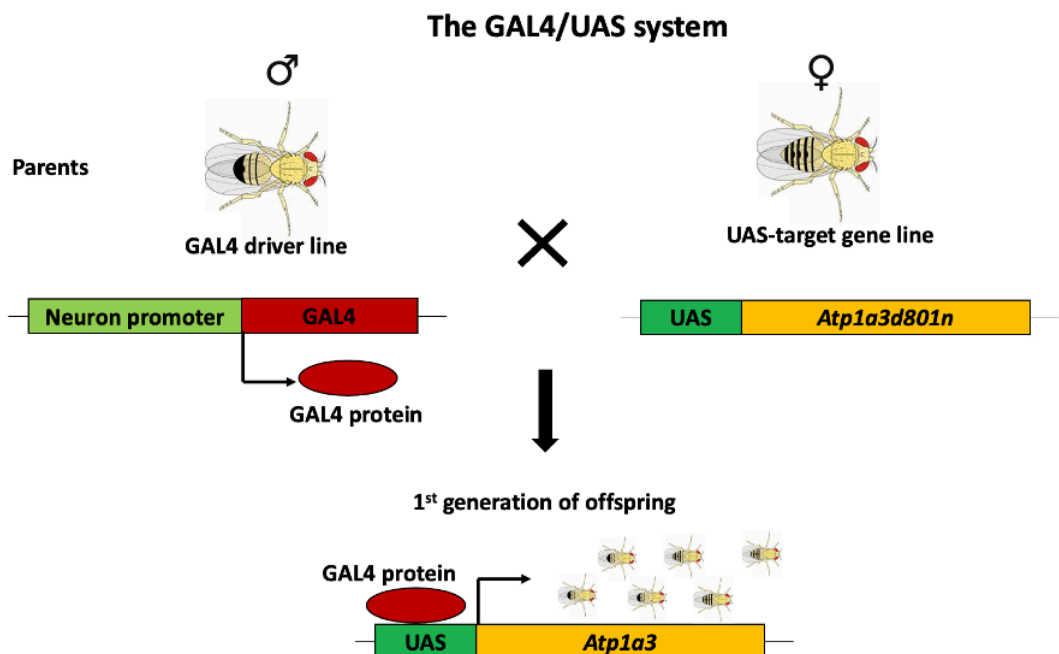 The GAL4/UAS system
♂
♀
Parents
GAL4 driver line
UAS-target gene line
Neuron promoter
GAL4
UAS
Atp1a3d801n
GAL4 protein
1st generation of offspring
GAL4 protein
UAS
Atp1a3